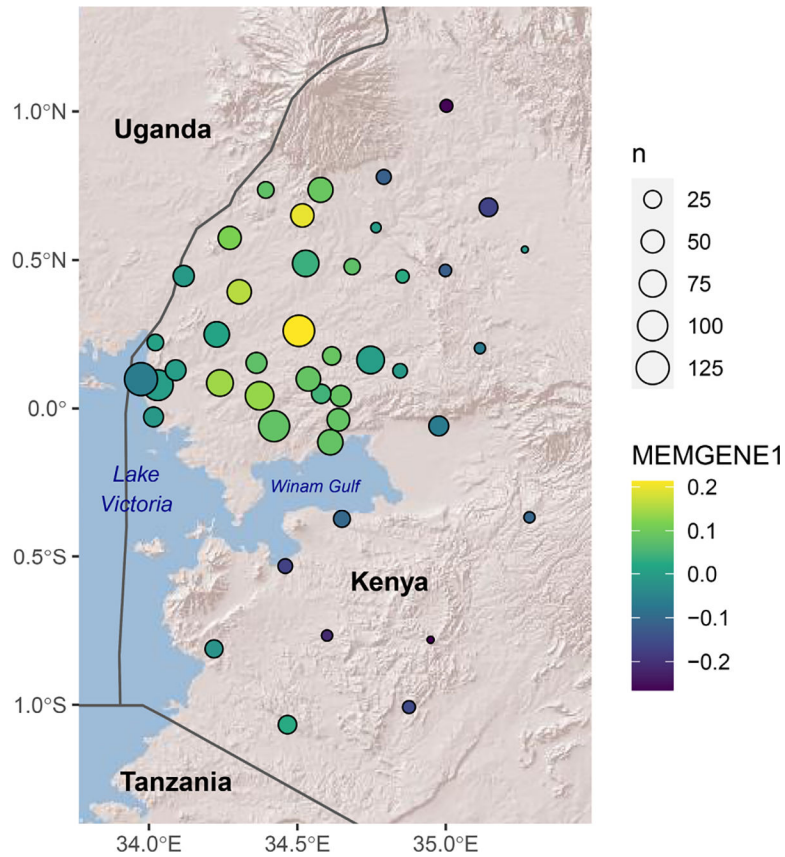 1.0°N
0.5°N
0.0°
0.5°S
1.0°S
34.0°E
34.5°E
35.0°E
Uganda
Lake
Victoria
Winam Gulf
Kenya
Tanzania
n
25
50
75
100
125
MEMGENE1
0.2
0.1
0.0
−0.1
−0.2